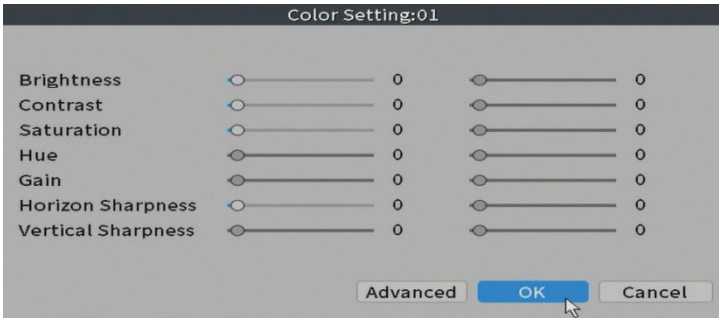 Color Setting:01
Brightness 0 0
Contrast 0 0
Saturation 0 0
Hue 0 0
Gain 0 0
Horizon Sharpness 0 0
Vertical Sharpness 0 0
Advanced OK Cancel